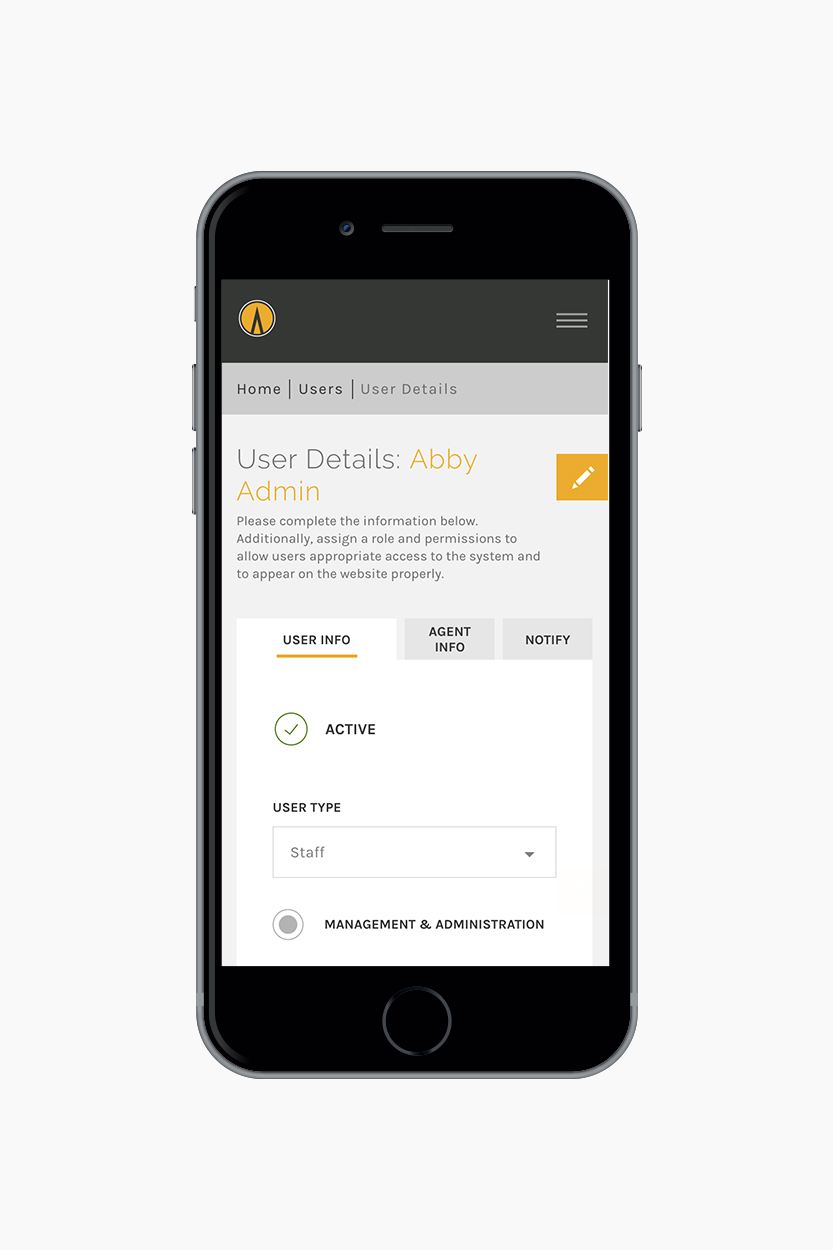 Home | Users | User Details
User Details: Abby
Admin
Please complete the information below.
Additionally, assign a role and permissions to
allow users appropriate access to the system and
to appear on the website properly.
USER INFO
AGENT
INFO
NOTIFY
ACTIVE
USER TYPE
Staff
MANAGEMENT & ADMINISTRATION